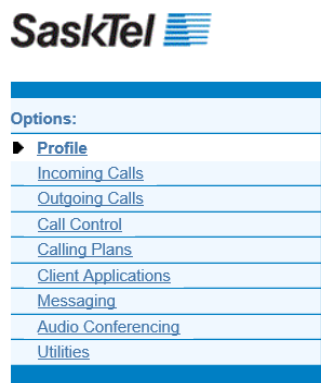 SaskTel
Options:
Profile
Incoming Calls
Outgoing Calls
Call Control
Calling Plans
Client Applications
Messaging
Audio Conferencing
Utilities